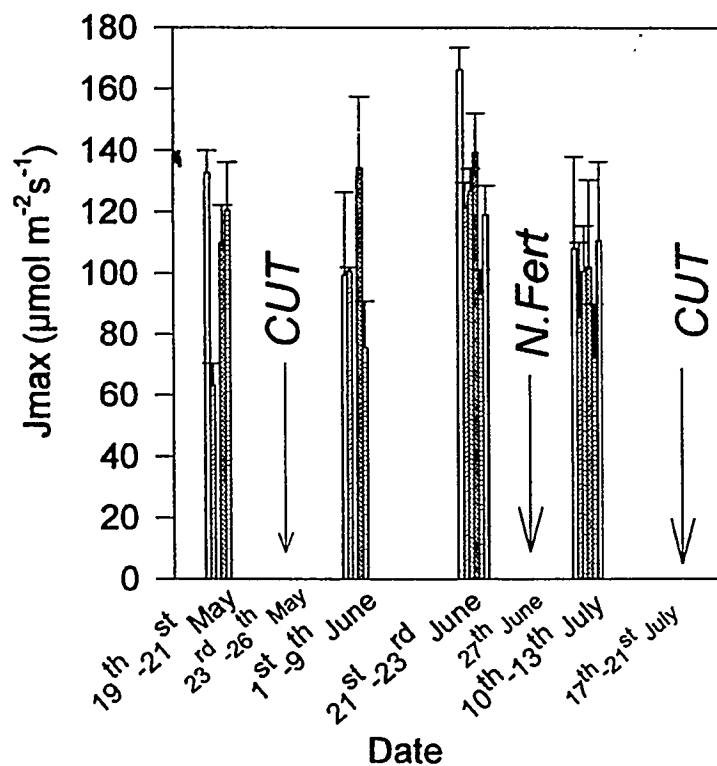 180
160
140
120
100
80
60
40
20
0
Jmax (µmol m⁻²s⁻¹)
CUT
N.Fert
CUT
19ᵗʰ-21ˢᵗ May
23ʳᵈ-26ᵗʰ May
1ˢᵗ-9ᵗʰ June
21ˢᵗ-23ʳᵈ June
27ᵗʰ June
10ᵗʰ-13ᵗʰ July
17ᵗʰ-21ˢᵗ July
Date